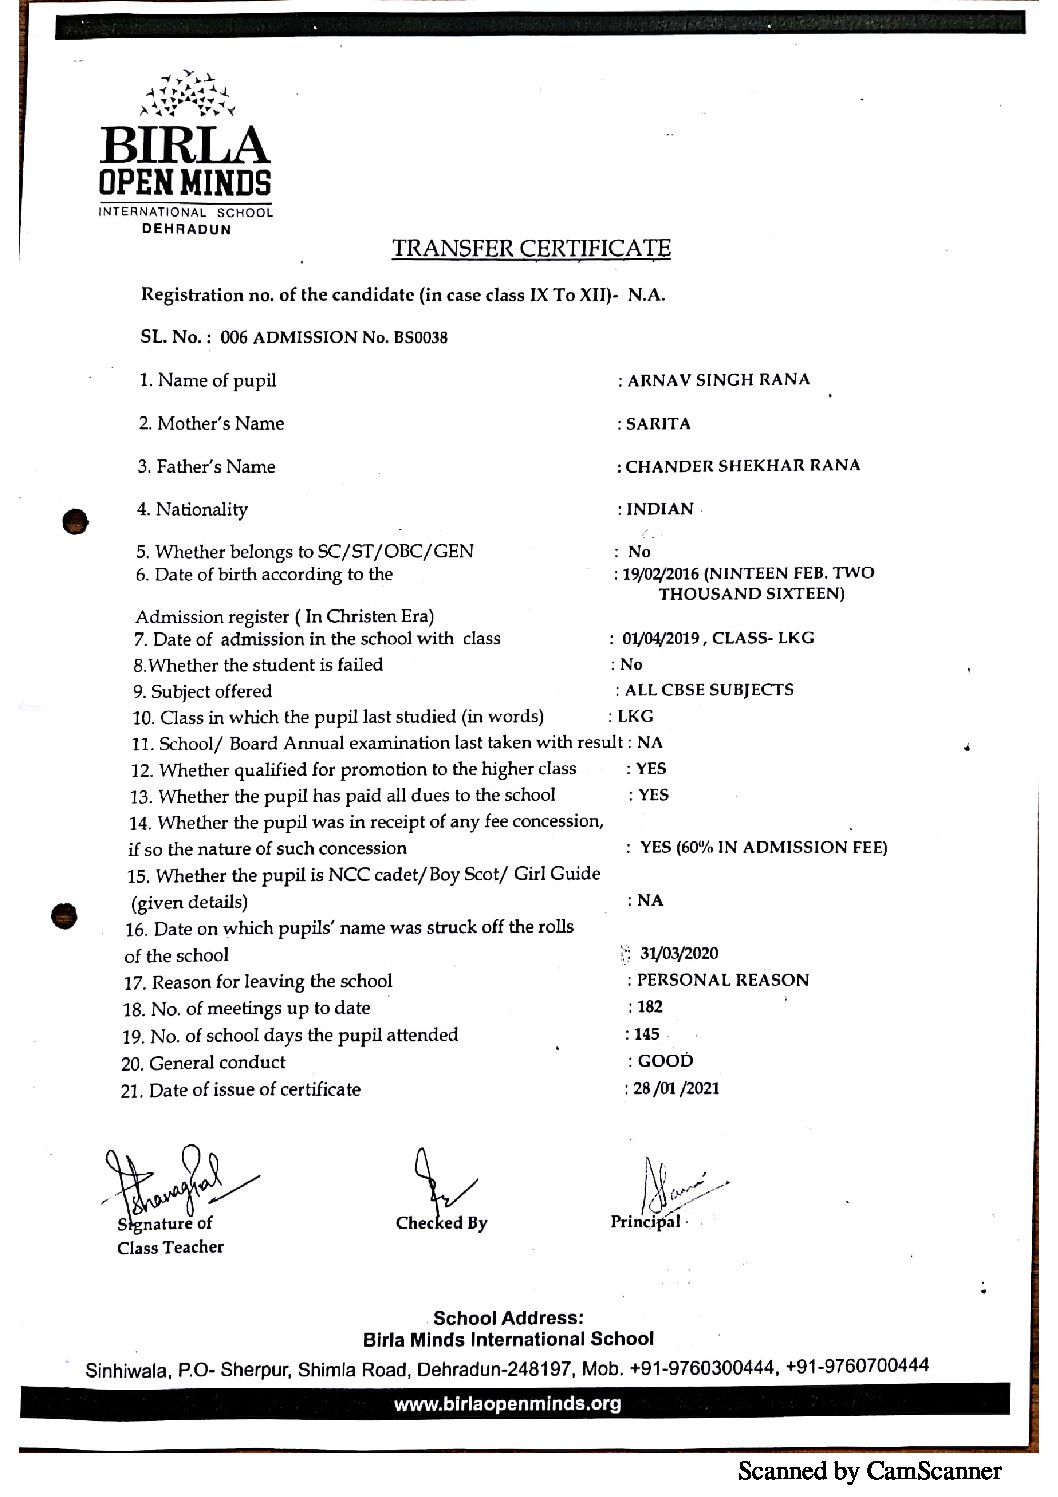 BIRLA
OPEN MINDS
INTERNATIONAL SCHOOL
DEHRADUN
TRANSFER CERTIFICATE
Registration no. of the candidate (in case class IX To XII)- N.A.
SL. No. : 006 ADMISSION No. BS0038
1. Name of pupil : ARNAV SINGH RANA
2. Mother's Name : SARITA
3. Father's Name : CHANDER SHEKHAR RANA
4. Nationality : INDIAN
5. Whether belongs to SC/ST/OBC/GEN : No
6. Date of birth according to the : 19/02/2016 (NINTEEN FEB. TWO
THOUSAND SIXTEEN)
Admission register ( In Christen Era)
7. Date of admission in the school with class : 01/04/2019 , CLASS- LKG
8.Whether the student is failed : No
9. Subject offered : ALL CBSE SUBJECTS
10. Class in which the pupil last studied (in words) : LKG
11. School/ Board Annual examination last taken with result : NA
12. Whether qualified for promotion to the higher class : YES
13. Whether the pupil has paid all dues to the school : YES
14. Whether the pupil was in receipt of any fee concession,
if so the nature of such concession : YES (60% IN ADMISSION FEE)
15. Whether the pupil is NCC cadet/Boy Scot/ Girl Guide
(given details) : NA
16. Date on which pupils' name was struck off the rolls
of the school : 31/03/2020
17. Reason for leaving the school : PERSONAL REASON
18. No. of meetings up to date : 182
19. No. of school days the pupil attended : 145
20. General conduct : GOOD
21. Date of issue of certificate : 28 /01 /2021
Signature of Checked By Principal
Class Teacher
School Address:
Birla Minds International School
Sinhiwala, P.O- Sherpur, Shimla Road, Dehradun-248197, Mob. +91-9760300444, +91-9760700444
www.birlaopenminds.org
Scanned by CamScanner